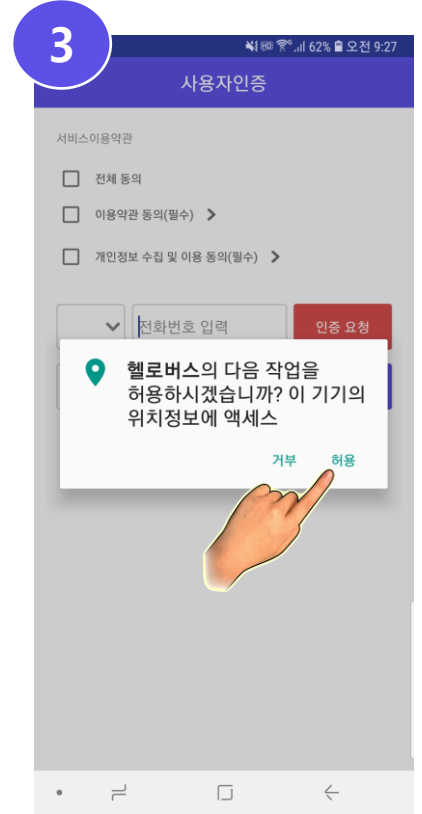 3
62% 오전 9:27
사용자인증
서비스이용약관
전체 동의
이용약관 동의(필수)
개인정보 수집 및 이용 동의(필수)
전화번호 입력
인증 요청
헬로버스의 다음 작업을
허용하시겠습니까? 이 기기의
위치정보에 액세스
거부 허용